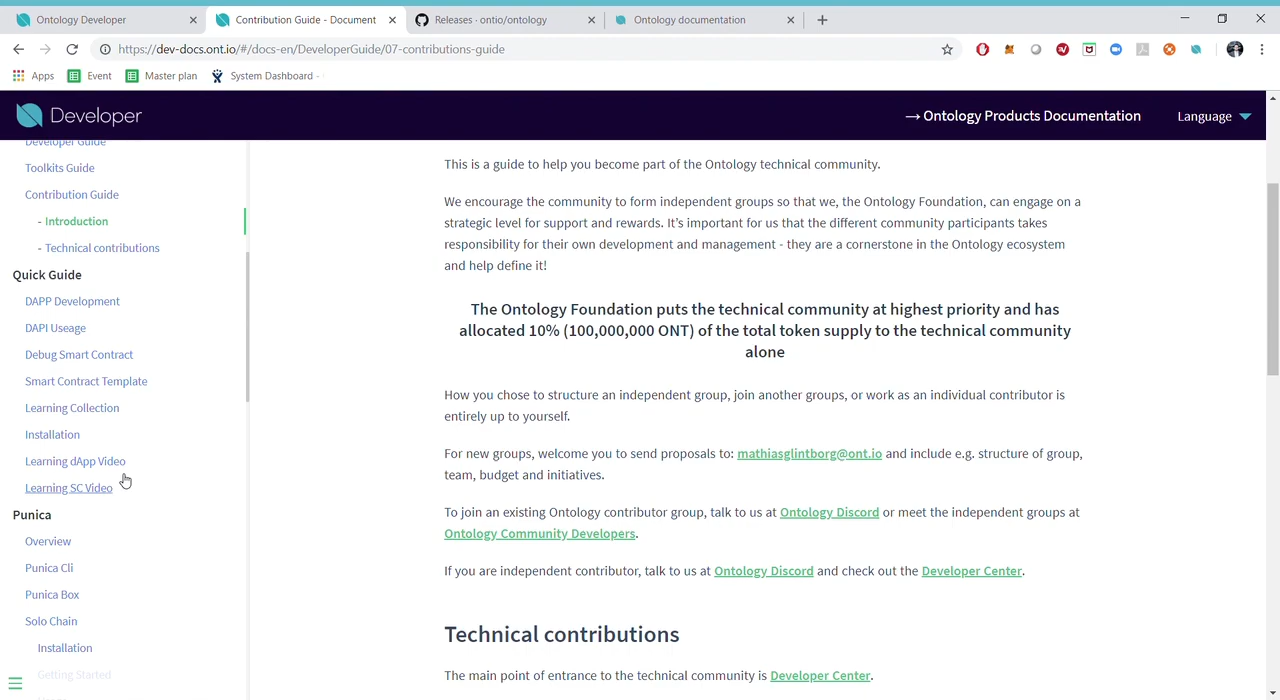 Ontology Developer
Contribution Guide - Document
Releases · ontio/ontology
Ontology documentation
https://dev-docs.ont.io/#/docs-en/DeveloperGuide/07-contributions-guide
Apps
Event
Master plan
System Dashboard -
Developer
→ Ontology Products Documentation
Language
Developer Guide
Toolkits Guide
Contribution Guide
- Introduction
- Technical contributions
Quick Guide
DAPP Development
DAPI Useage
Debug Smart Contract
Smart Contract Template
Learning Collection
Installation
Learning dApp Video
Learning SC Video
Punica
Overview
Punica Cli
Punica Box
Solo Chain
Installation
Getting Started
This is a guide to help you become part of the Ontology technical community.
We encourage the community to form independent groups so that we, the Ontology Foundation, can engage on a
strategic level for support and rewards. It's important for us that the different community participants takes
responsibility for their own development and management - they are a cornerstone in the Ontology ecosystem
and help define it!
The Ontology Foundation puts the technical community at highest priority and has
allocated 10% (100,000,000 ONT) of the total token supply to the technical community
alone
How you chose to structure an independent group, join another groups, or work as an individual contributor is
entirely up to yourself.
For new groups, welcome you to send proposals to: mathiasglintborg@ont.io and include e.g. structure of group,
team, budget and initiatives.
To join an existing Ontology contributor group, talk to us at Ontology Discord or meet the independent groups at
Ontology Community Developers.
If you are independent contributor, talk to us at Ontology Discord and check out the Developer Center.
Technical contributions
The main point of entrance to the technical community is Developer Center.